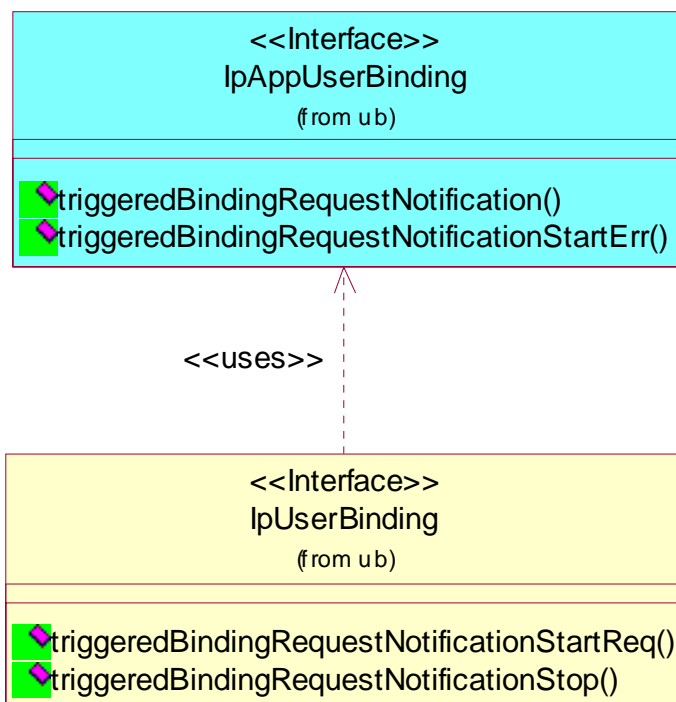 <<Interface>>
IpAppUserBinding
(from ub)
triggeredBindingRequestNotification()
triggeredBindingRequestNotificationStartErr()
<<uses>>
<<Interface>>
IpUserBinding
(from ub)
triggeredBindingRequestNotificationStartReq()
triggeredBindingRequestNotificationStop()